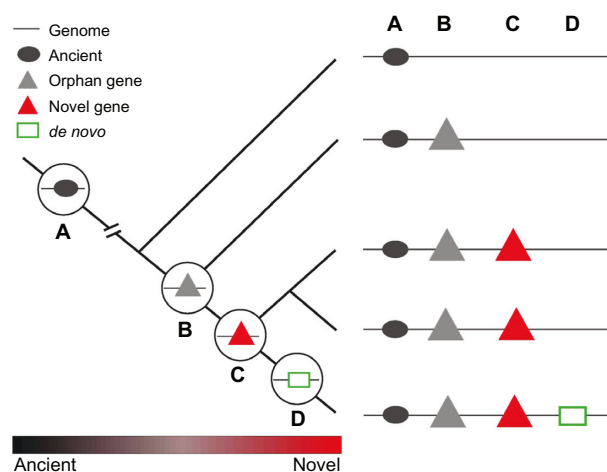 Genome
Ancient
Orphan gene
Novel gene
de novo
A B C D
A
B
C
D
Ancient Novel